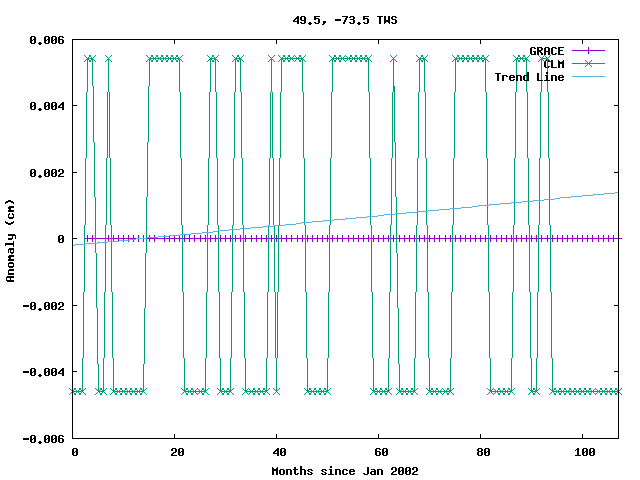 49.5, -73.5 TWS
GRACE
CLM
Trend Line
0.006
0.004
0.002
0
-0.002
-0.004
-0.006
Anomaly (cm)
0 20 40 60 80 100
Months since Jan 2002